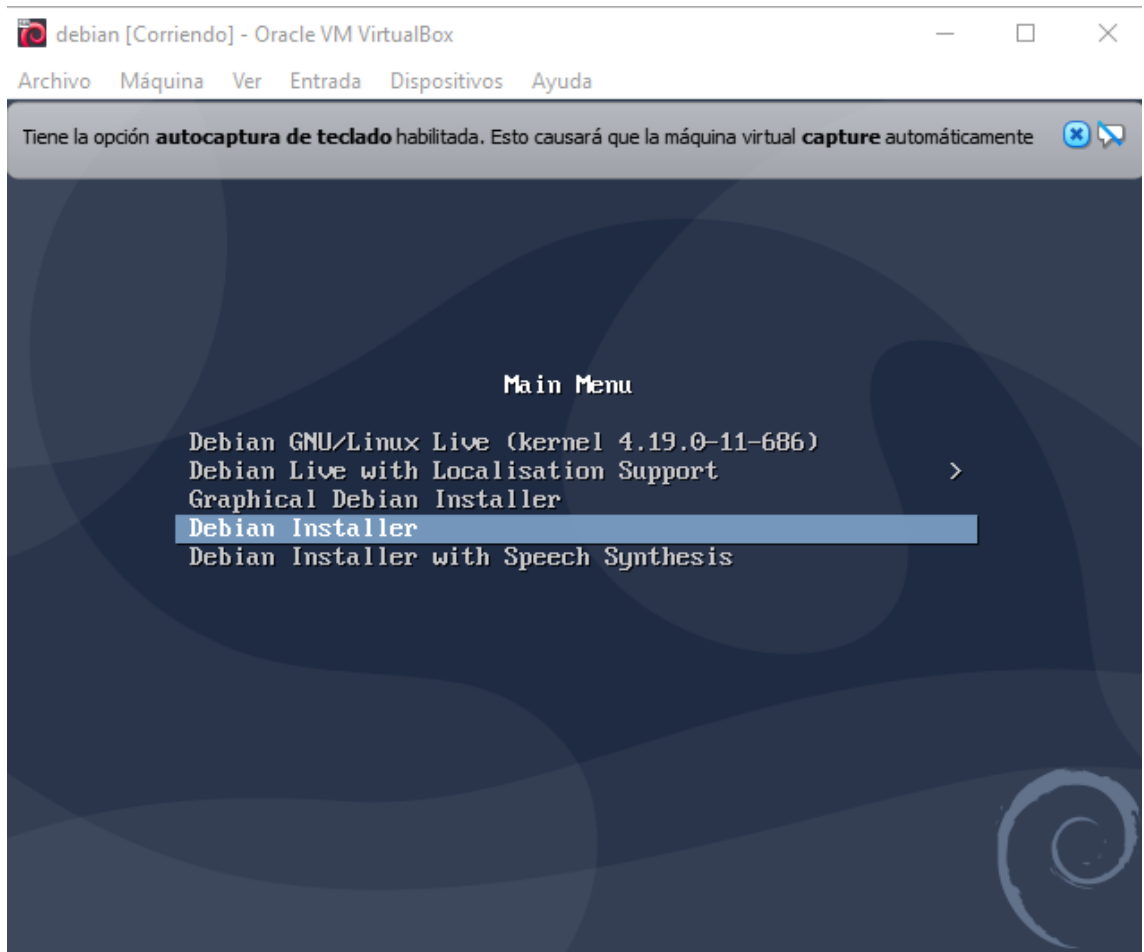 debian [Corriendo] - Oracle VM VirtualBox
Archivo Máquina Ver Entrada Dispositivos Ayuda
Tiene la opción autocaptura de teclado habilitada. Esto causará que la máquina virtual capture automáticamente
Main Menu
Debian GNU/Linux Live (kernel 4.19.0-11-686)
Debian Live with Localisation Support >
Graphical Debian Installer
Debian Installer
Debian Installer with Speech Synthesis